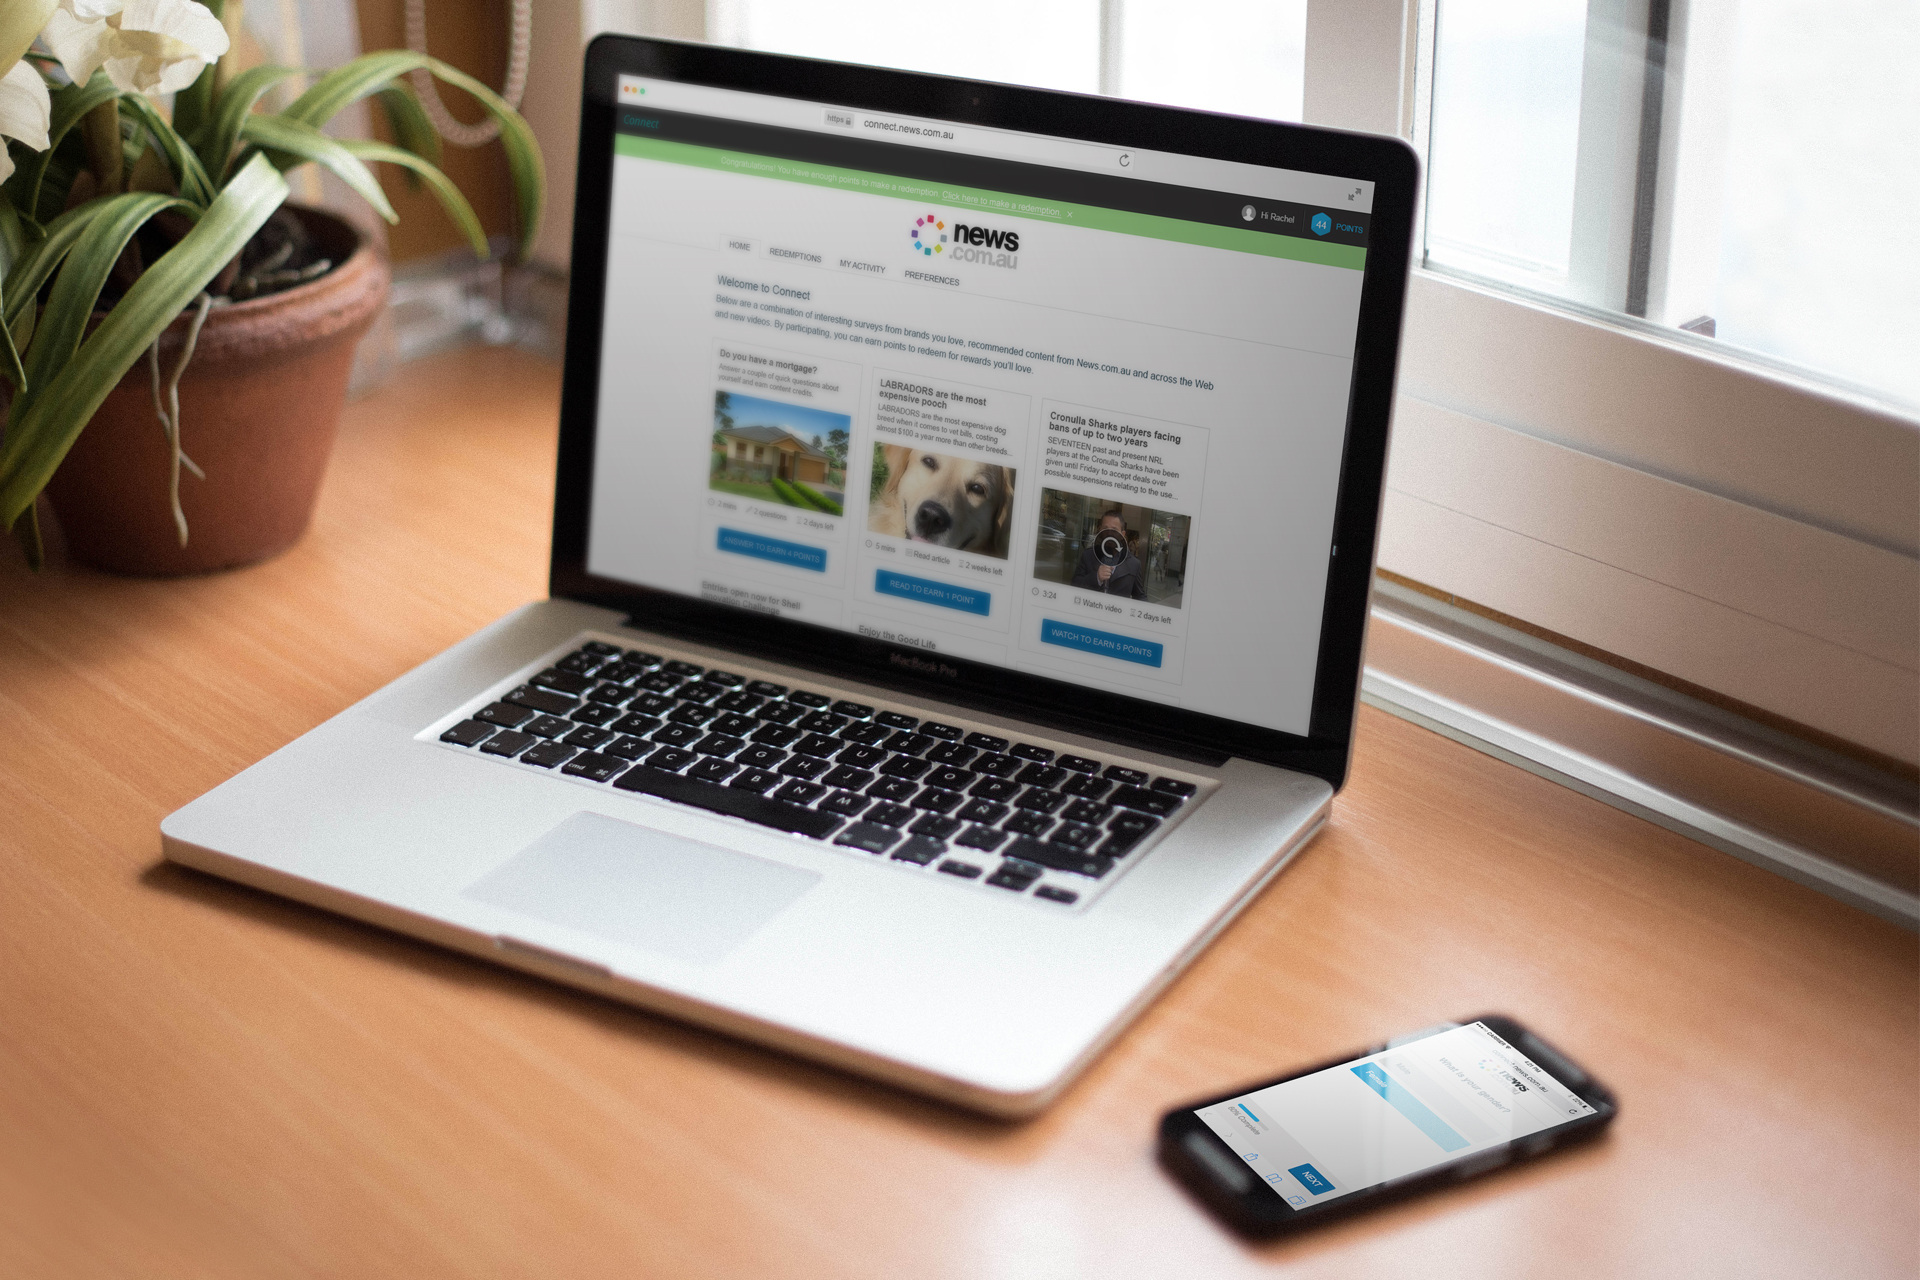 https
connect.news.com.au
Connect
Congratulations! You have enough points to make a redemption. Click here to make a redemption. ×
Hi Rachel
44
POINTS
news
.com.au
HOME
REDEMPTIONS
MY ACTIVITY
PREFERENCES
Welcome to Connect
Below are a combination of interesting surveys from brands you love, recommended content from News.com.au and across the Web
and new videos. By participating, you can earn points to redeem for rewards you'll love.
Do you have a mortgage?
Answer a couple of quick questions about
yourself and earn content credits.
2 mins
2 questions
2 days left
ANSWER TO EARN 4 POINTS
LABRADORS are the most
expensive pooch
LABRADORS are the most expensive dog
breed when it comes to vet bills, costing
almost $100 a year more than other breeds...
5 mins
Read article
2 weeks left
READ TO EARN 1 POINT
Cronulla Sharks players facing
bans of up to two years
SEVENTEEN past and present NRL
players at the Cronulla Sharks have been
given until Friday to accept deals over
possible suspensions relating to the use...
3:24
Watch video
2 days left
WATCH TO EARN 5 POINTS
Entries open now for Shell
Innovation Challenge
Enjoy the Good Life
MacBook Pro
Q W E R T Y U I O P
A S D F G H J K L Ñ
Z X C V B N M
cmd
news.com.au
news
What is your gender?
Male
Female
60% Complete
NEXT